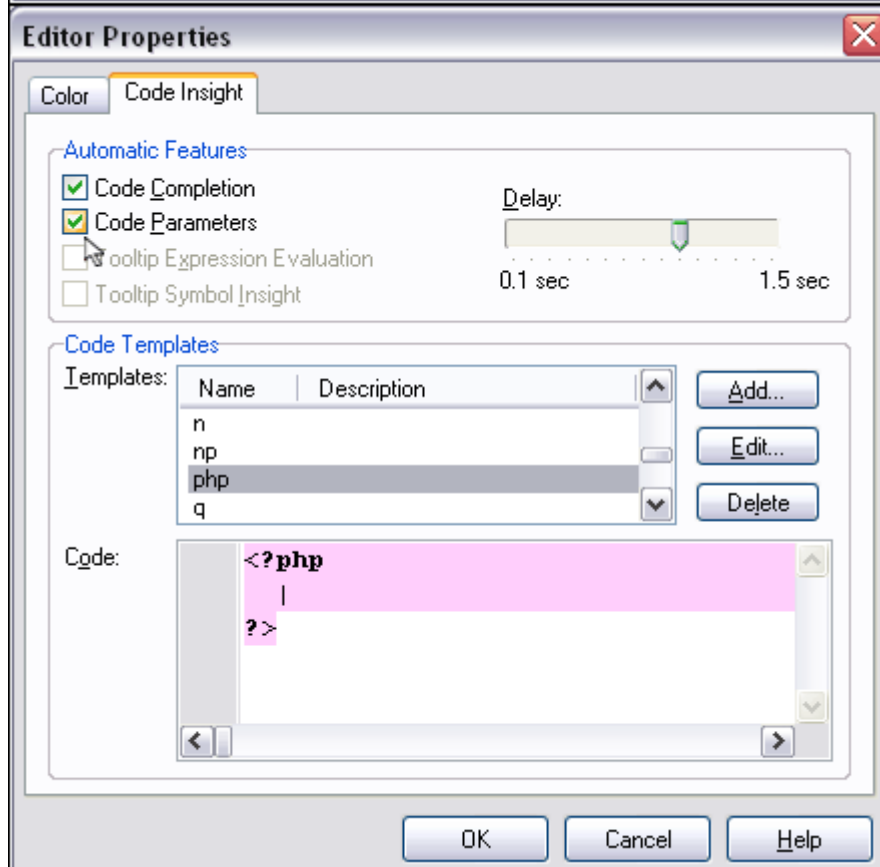 Editor Properties
Color Code Insight
Automatic Features
Code Completion
Code Parameters
Tooltip Expression Evaluation
Tooltip Symbol Insight
Delay:
0.1 sec 1.5 sec
Code Templates
Templates:
Name Description
n
np
php
q
Add...
Edit...
Delete
Code:
<?php
|
?>
OK Cancel Help